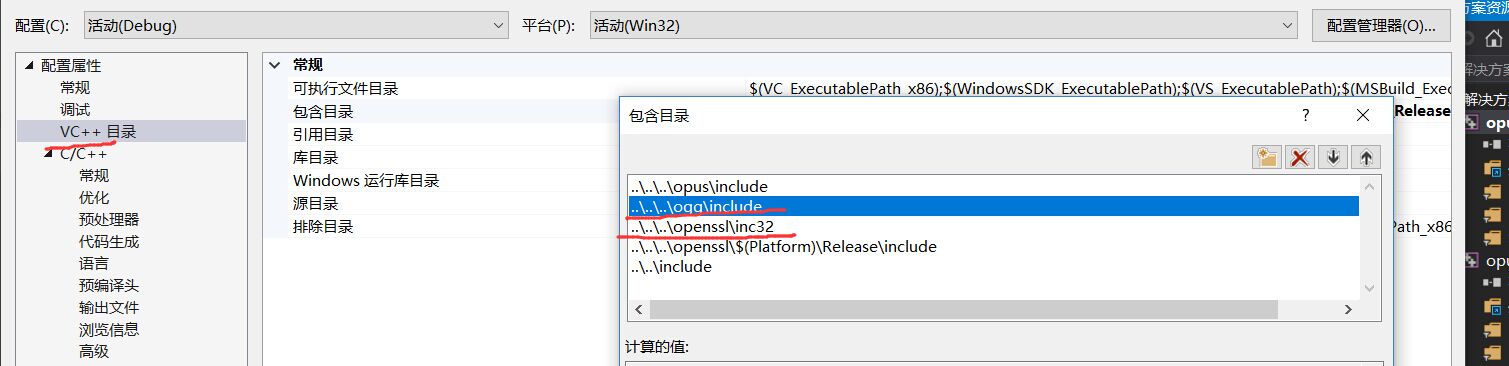 配置(C):
活动(Debug)
平台(P):
活动(Win32)
配置管理器(O)...
方案资源
配置属性
常规
调试
VC++ 目录
C/C++
常规
优化
预处理器
代码生成
语言
预编译头
输出文件
浏览信息
高级
常规
可执行文件目录
$(VC_ExecutablePath_x86);$(WindowsSDK_ExecutablePath);$(VS_ExecutablePath);$(MSBuild_Exec
包含目录
Release
引用目录
库目录
Windows 运行库目录
源目录
排除目录
Path_x86
包含目录
?
..\..\..\opus\include
..\..\..\ogg\include
..\..\..\openssl\inc32
..\..\..\openssl\$(Platform)\Release\include
..\..\include
计算的值:
解决方案
解决方
opu
opu